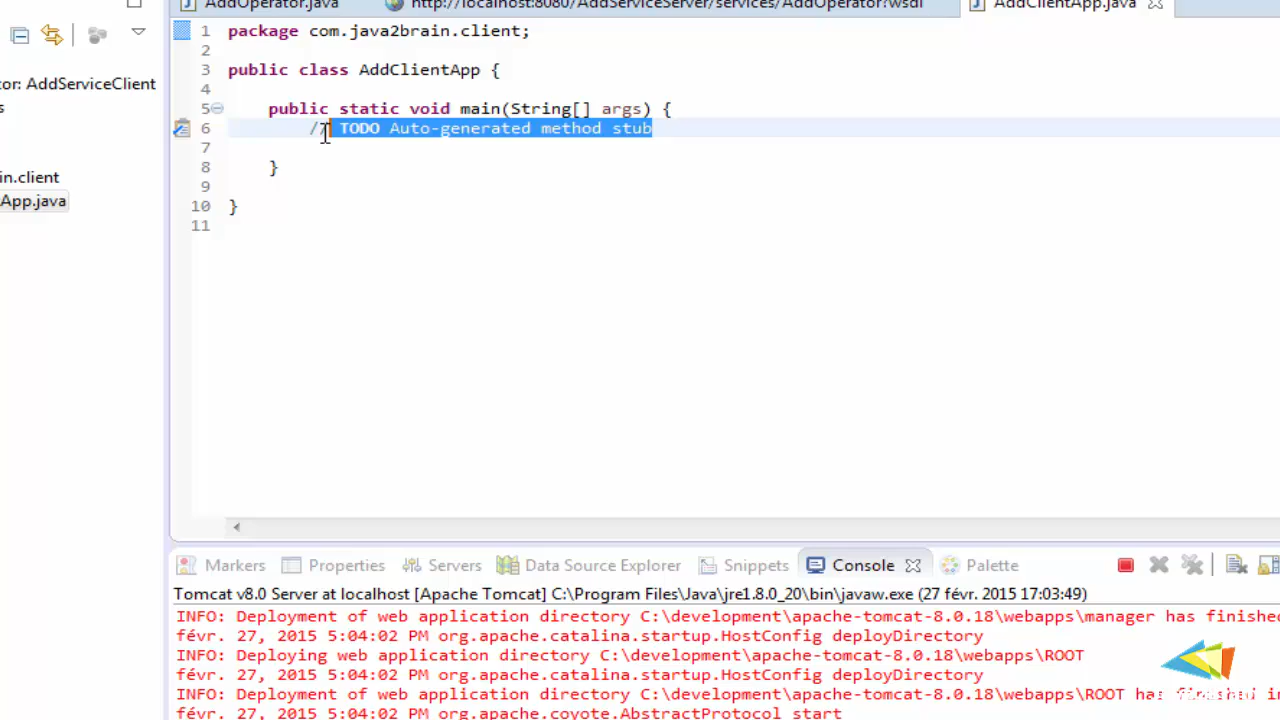 AddOperator.java
http://localhost:8080/AddServiceServer/services/AddOperator?wsdl
AddClientApp.java
or: AddServiceClient
s
in.client
App.java
1 package com.java2brain.client;
2
3 public class AddClientApp {
4
5 public static void main(String[] args) {
6 // TODO Auto-generated method stub
7
8 }
9
10 }
11
Markers Properties Servers Data Source Explorer Snippets Console Palette
Tomcat v8.0 Server at localhost [Apache Tomcat] C:\Program Files\Java\jre1.8.0_20\bin\javaw.exe (27 févr. 2015 17:03:49)
INFO: Deployment of web application directory C:\development\apache-tomcat-8.0.18\webapps\manager has finished
févr. 27, 2015 5:04:02 PM org.apache.catalina.startup.HostConfig deployDirectory
INFO: Deploying web application directory C:\development\apache-tomcat-8.0.18\webapps\ROOT
févr. 27, 2015 5:04:02 PM org.apache.catalina.startup.HostConfig deployDirectory
INFO: Deployment of web application directory C:\development\apache-tomcat-8.0.18\webapps\ROOT has finished in
févr. 27, 2015 5:04:02 PM org.apache.coyote.AbstractProtocol start